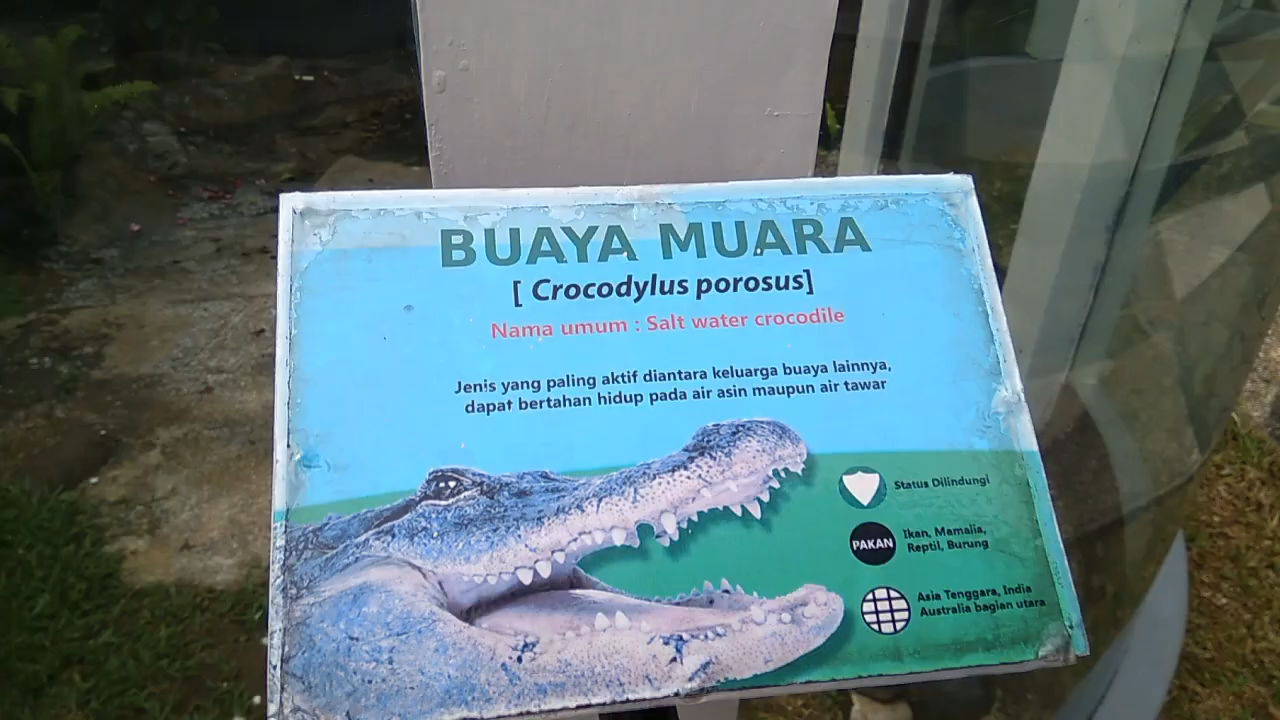 BUAYA MUARA
[ Crocodylus porosus]
Nama umum : Salt water crocodile
Jenis yang paling aktif diantara keluarga buaya lainnya,
dapat bertahan hidup pada air asin maupun air tawar
Status Dilindungi
PAKAN
Ikan, Mamalia,
Reptil, Burung
Asia Tenggara, India
Australia bagian utara